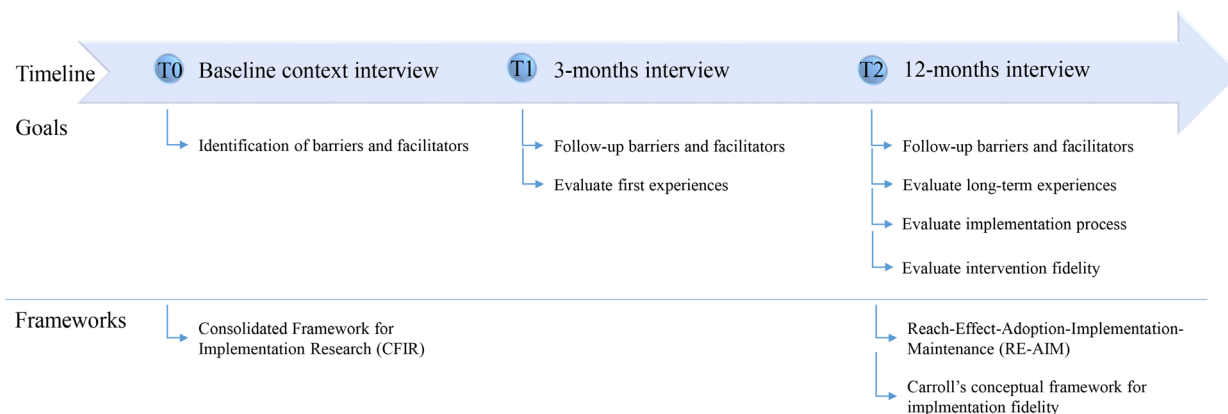 Timeline
T0 Baseline context interview
T1 3-months interview
T2 12-months interview
Goals
Identification of barriers and facilitators
Follow-up barriers and facilitators
Evaluate first experiences
Follow-up barriers and facilitators
Evaluate long-term experiences
Evaluate implementation process
Evaluate intervention fidelity
Frameworks
Consolidated Framework for
Implementation Research (CFIR)
Reach-Effect-Adoption-Implementation-
Maintenance (RE-AIM)
Carroll's conceptual framework for
implmentation fidelity